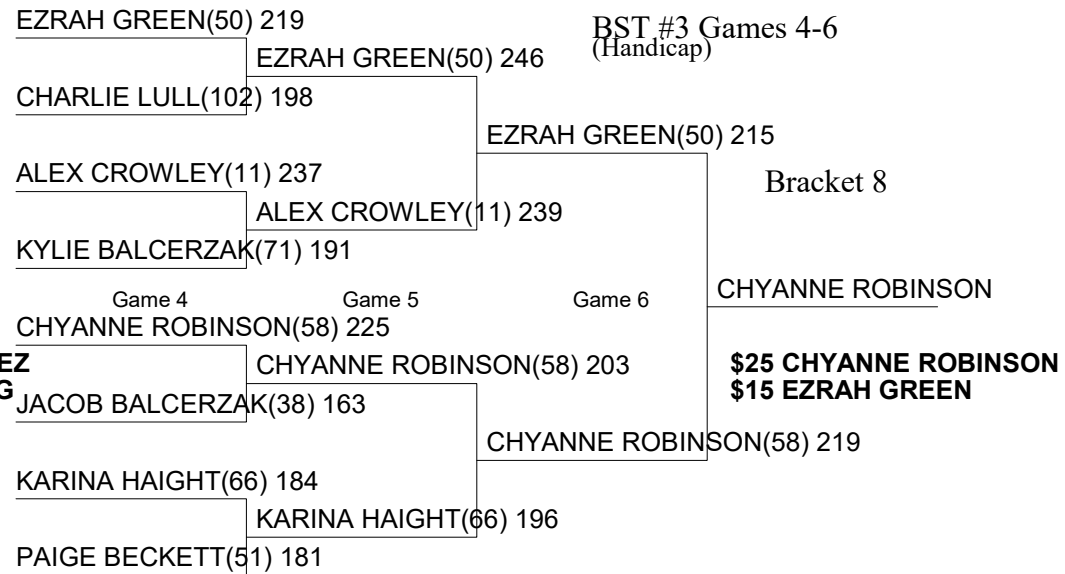 EZRAH GREEN(50) 219
BST #3 Games 4-6
(Handicap)
EZRAH GREEN(50) 246
CHARLIE LULL(102) 198
EZRAH GREEN(50) 215
ALEX CROWLEY(11) 237
Bracket 8
ALEX CROWLEY(11) 239
KYLIE BALCERZAK(71) 191
Game 4 Game 5 Game 6
CHYANNE ROBINSON
CHYANNE ROBINSON(58) 225
EZ
CHYANNE ROBINSON(58) 203
$25 CHYANNE ROBINSON
G
$15 EZRAH GREEN
JACOB BALCERZAK(38) 163
CHYANNE ROBINSON(58) 219
KARINA HAIGHT(66) 184
KARINA HAIGHT(66) 196
PAIGE BECKETT(51) 181